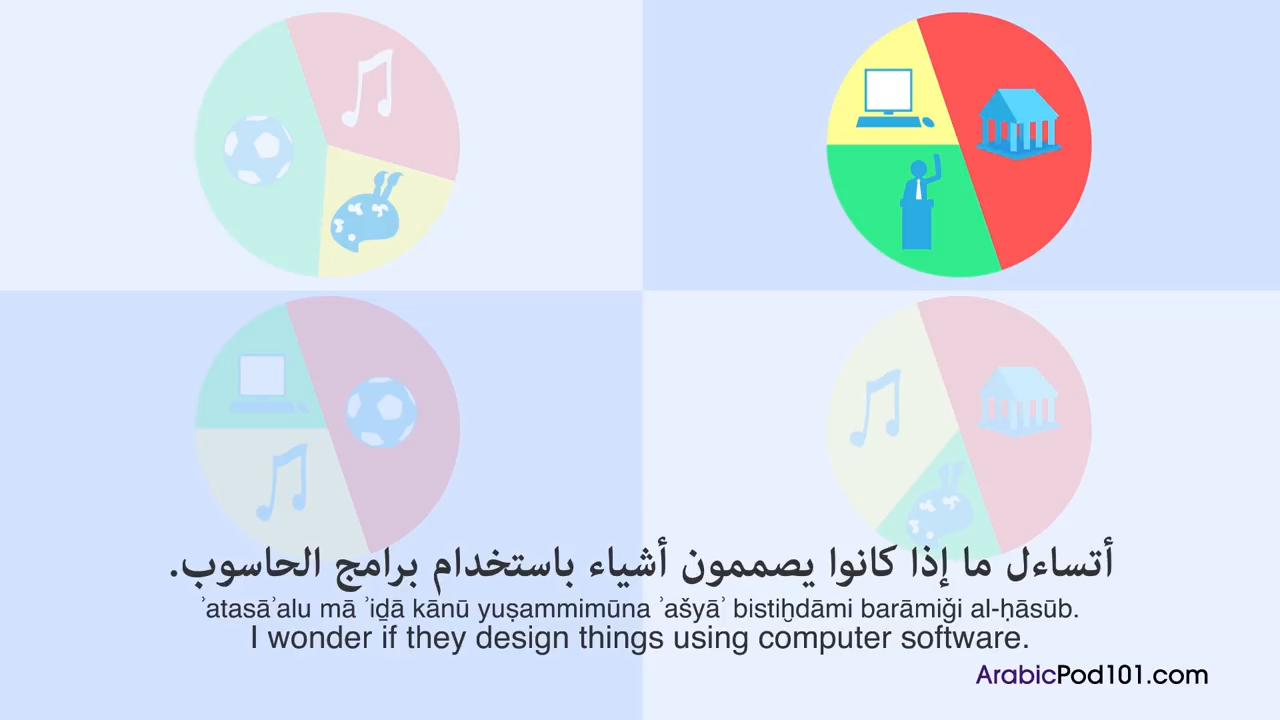 أتساءل ما إذا كانوا يصممون أشياء باستخدام برامج الحاسوب.
ʾatasāʾalu mā ʾiḏā kānū yuṣammimūna ʾašyāʾ bistiḫdāmi barāmiǧi al-ḥāsūb.
I wonder if they design things using computer software.
ArabicPod101.com